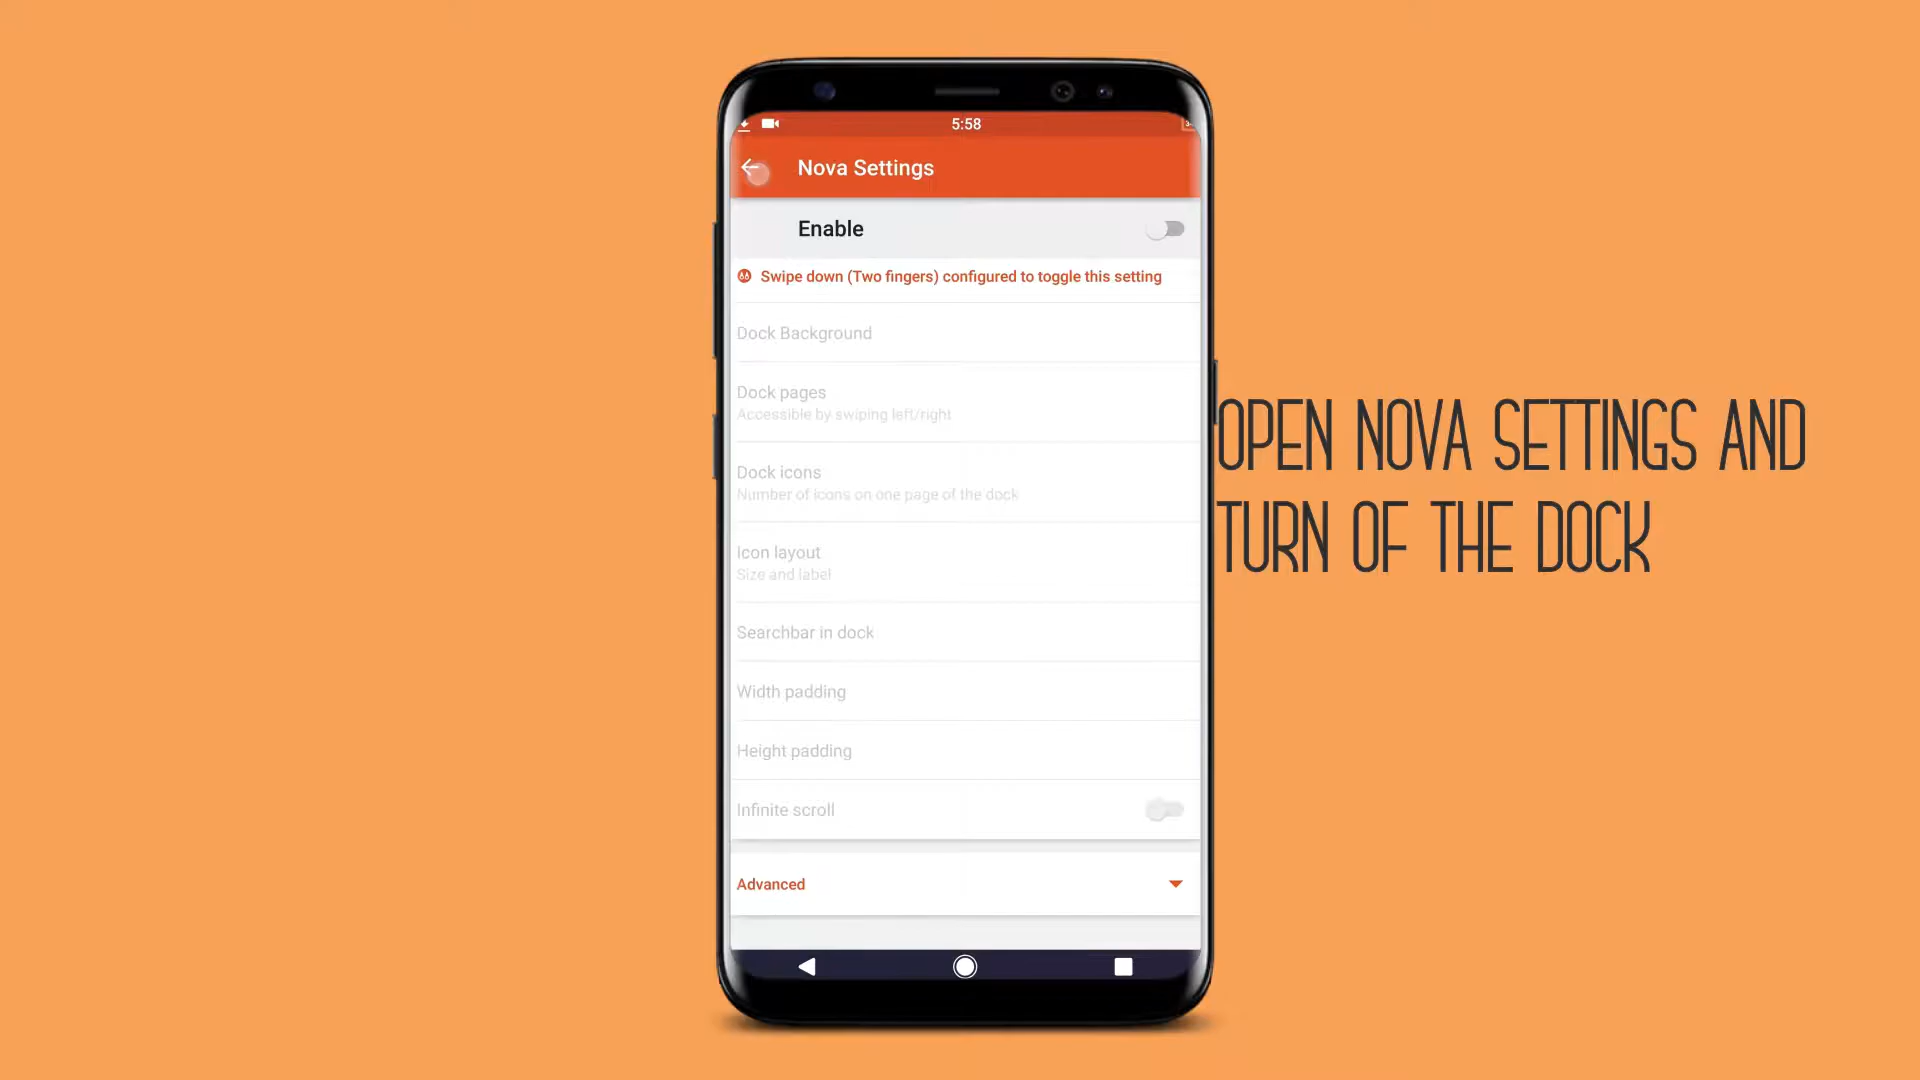 5:58
Nova Settings
Enable
Swipe down (Two fingers) configured to toggle this setting
Dock Background
Dock pages
Accessible by swiping left/right
Dock icons
Number of icons on one page of the dock
Icon layout
Size and label
Searchbar in dock
Width padding
Height padding
Infinite scroll
Advanced
OPEN NOVA SETTINGS AND
TURN OF THE DOCK